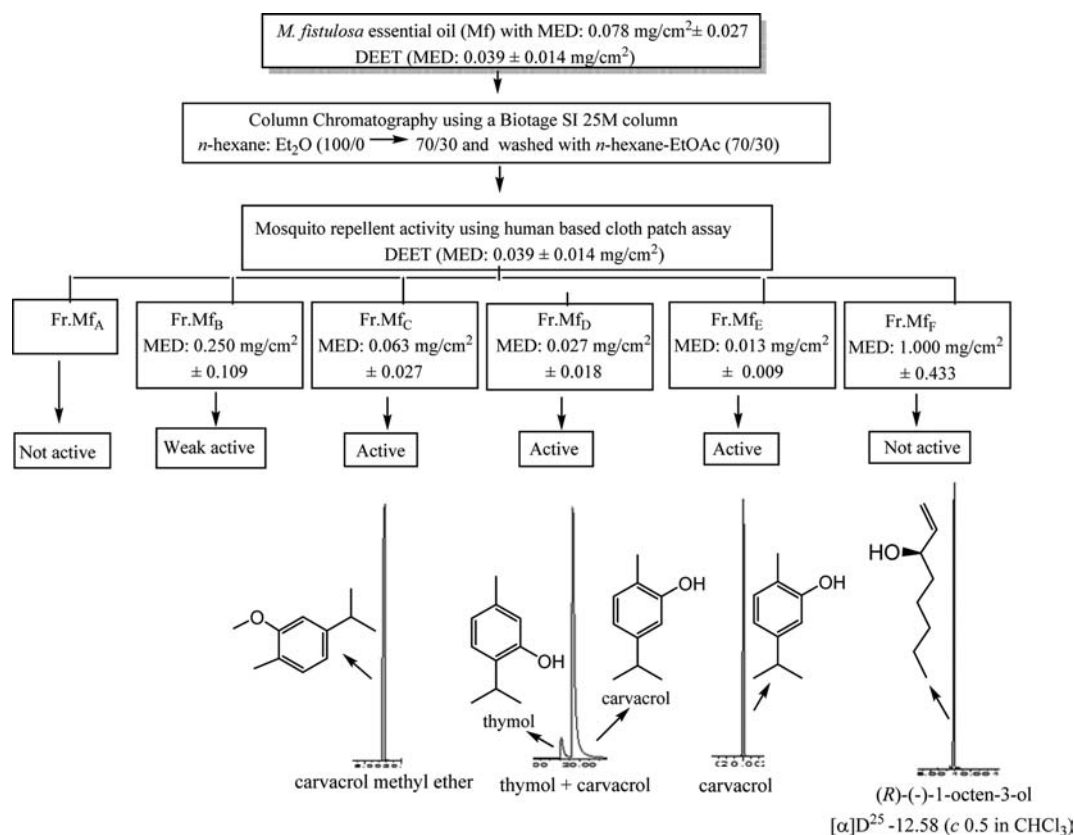 M. fistulosa essential oil (Mf) with MED: 0.078 mg/cm²± 0.027
DEET (MED: 0.039 ± 0.014 mg/cm²)
Column Chromatography using a Biotage SI 25M column
n-hexane: Et₂O (100/0 → 70/30 and washed with n-hexane-EtOAc (70/30)
Mosquito repellent activity using human based cloth patch assay
DEET (MED: 0.039 ± 0.014 mg/cm²)
Fr.Mf_A
Fr.Mf_B
MED: 0.250 mg/cm²
± 0.109
Fr.Mf_C
MED: 0.063 mg/cm²
± 0.027
Fr.Mf_D
MED: 0.027 mg/cm²
± 0.018
Fr.Mf_E
MED: 0.013 mg/cm²
± 0.009
Fr.Mf_F
MED: 1.000 mg/cm²
± 0.433
Not active
Weak active
Active
Active
Active
Not active
O
OH
OH
OH
HO
thymol
carvacrol
carvacrol methyl ether
thymol + carvacrol
carvacrol
(R)-(-)-1-octen-3-ol
[α]D²⁵ -12.58 (c 0.5 in CHCl₃)